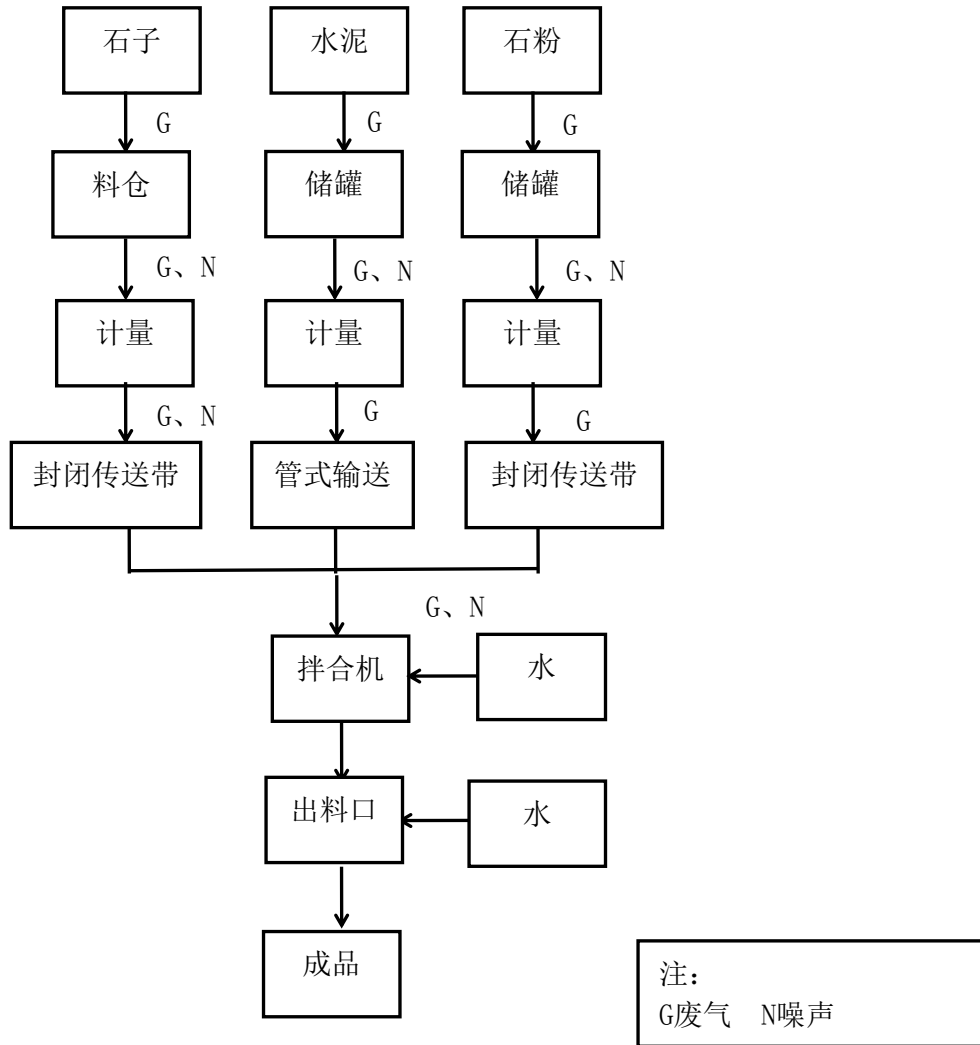 石子
水泥
石粉
G
G
G
料仓
储罐
储罐
G、N
G、N
G、N
计量
计量
计量
G、N
G
G
封闭传送带
管式输送
封闭传送带
G、N
拌合机
水
出料口
水
成品
注：
G废气 N噪声